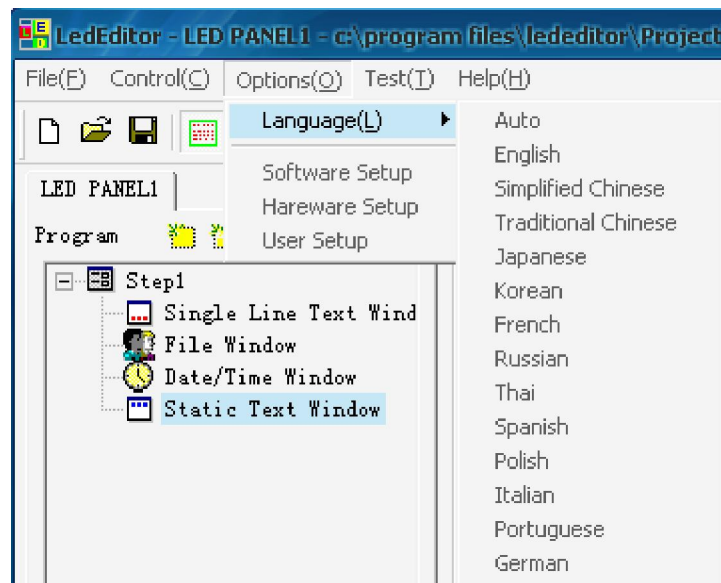 LedEditor - LED PANEL1 - c:\program files\lededitor\Project
File(F) Control(C) Options(O) Test(T) Help(H)
Language(L)
Software Setup
Hareware Setup
User Setup
Auto
English
Simplified Chinese
Traditional Chinese
Japanese
Korean
French
Russian
Thai
Spanish
Polish
Italian
Portuguese
German
LED PANEL1
Program
Step1
Single Line Text Wind
File Window
Date/Time Window
Static Text Window